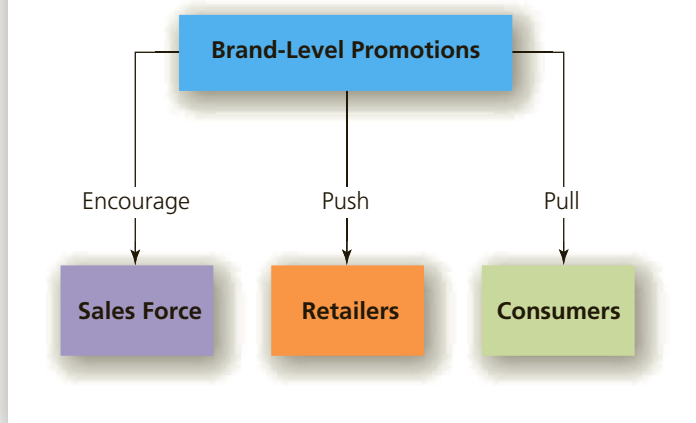 Brand-Level Promotions
Encourage
Push
Pull
Sales Force
Retailers
Consumers